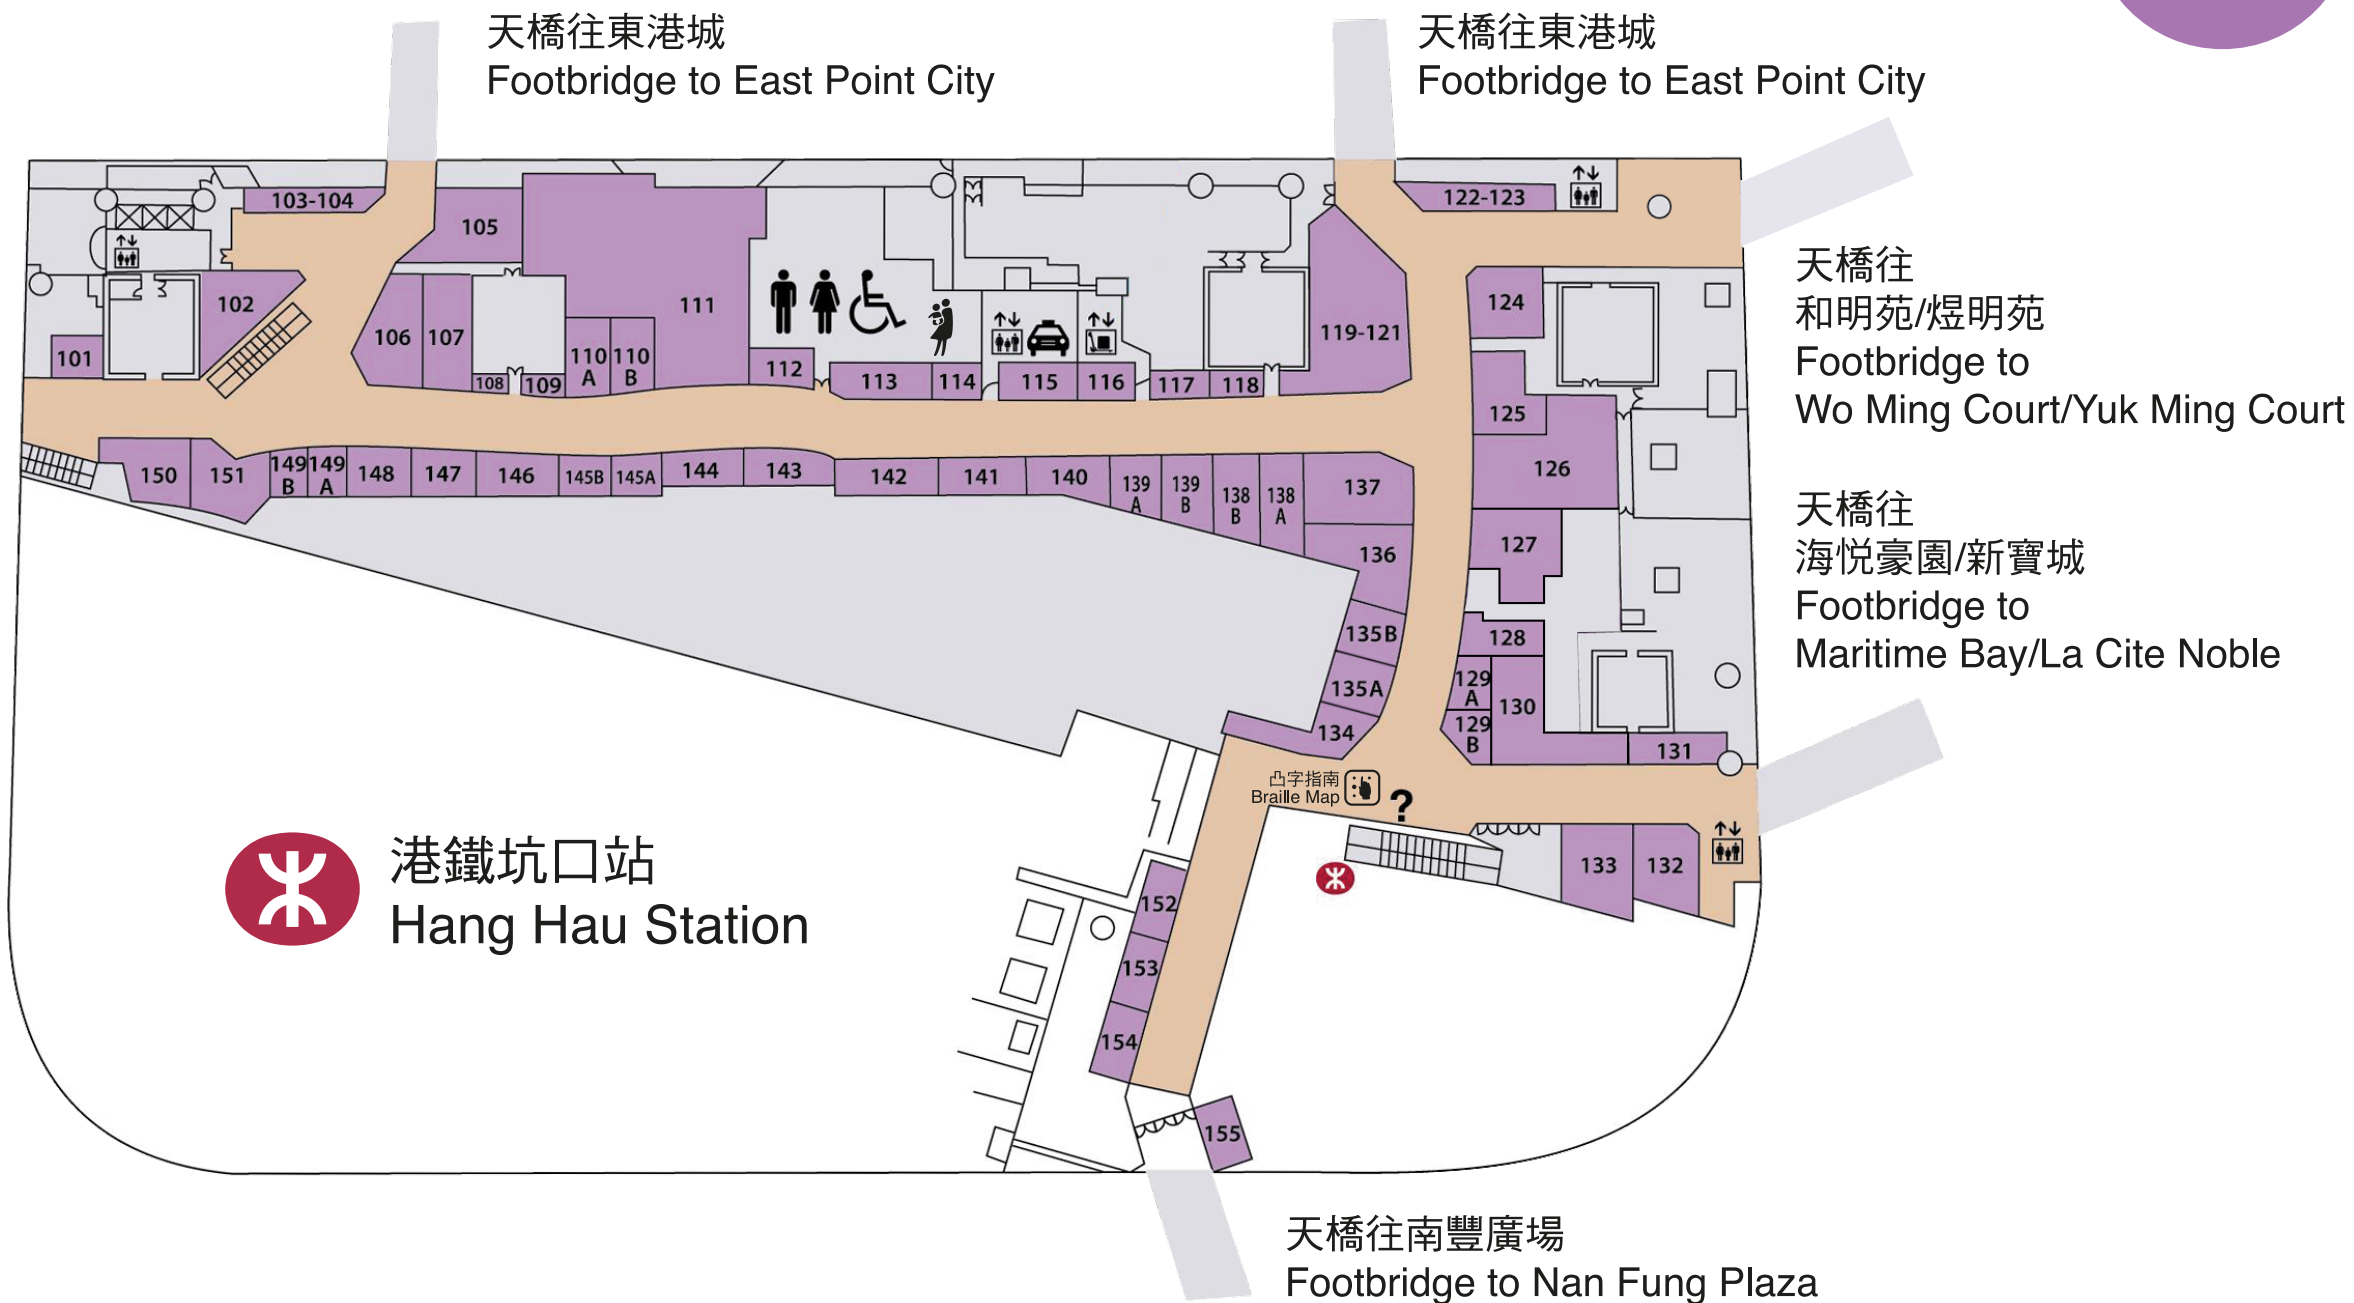 天橋往東港城
Footbridge to East Point City
天橋往東港城
Footbridge to East Point City
天橋往
和明苑/煜明苑
Footbridge to
Wo Ming Court/Yuk Ming Court
天橋往
海悦豪園/新寶城
Footbridge to
Maritime Bay/La Cite Noble
103-104
105
122-123
102
101
106
107
108
109
110
A
110
B
111
112
113
114
115
116
117
118
119-121
124
125
126
127
128
129
A
129
B
130
131
150
151
149
B
149
A
148
147
146
145B
145A
144
143
142
141
140
139
A
139
B
138
B
138
A
137
136
135B
135A
134
凸字指南
Braille Map
?
133
132
港鐵坑口站
Hang Hau Station
152
153
154
155
天橋往南豐廣場
Footbridge to Nan Fung Plaza